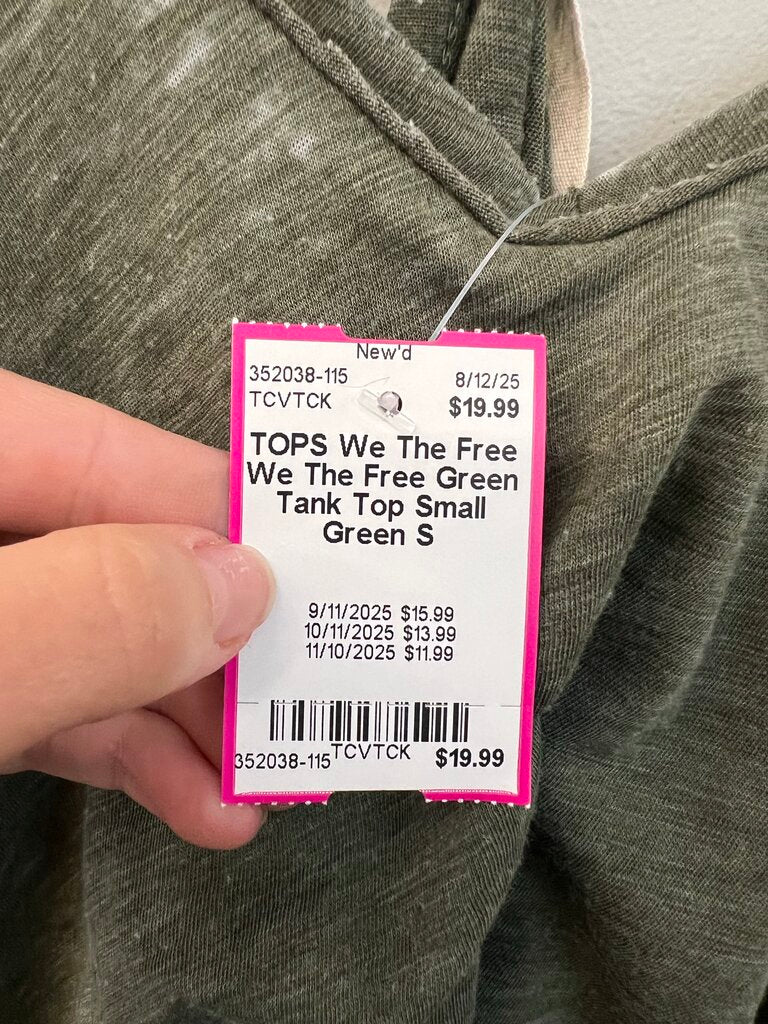 New'd
352038-115 8/12/25
TCVTCK $19.99
TOPS We The Free
We The Free Green
Tank Top Small
Green S
9/11/2025 $15.99
10/11/2025 $13.99
11/10/2025 $11.99
352038-115 TCVTCK $19.99